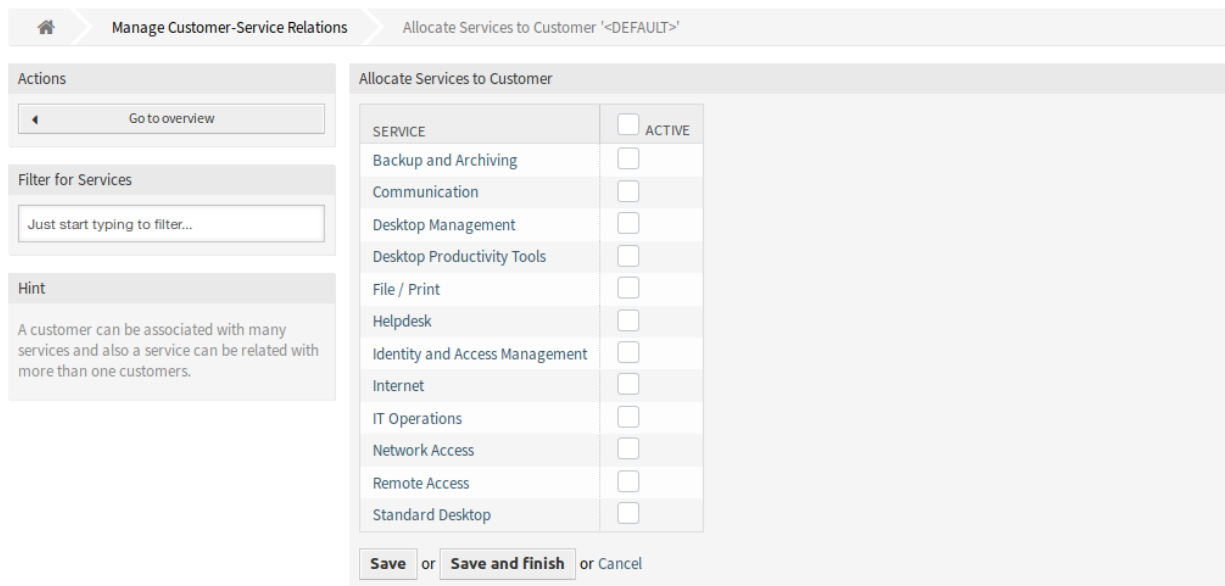 Manage Customer-Service Relations Allocate Services to Customer '<DEFAULT>'
Actions
Go to overview
Filter for Services
Just start typing to filter...
Hint
A customer can be associated with many
services and also a service can be related with
more than one customers.
Allocate Services to Customer
SERVICE ACTIVE
Backup and Archiving
Communication
Desktop Management
Desktop Productivity Tools
File / Print
Helpdesk
Identity and Access Management
Internet
IT Operations
Network Access
Remote Access
Standard Desktop
Save or Save and finish or Cancel